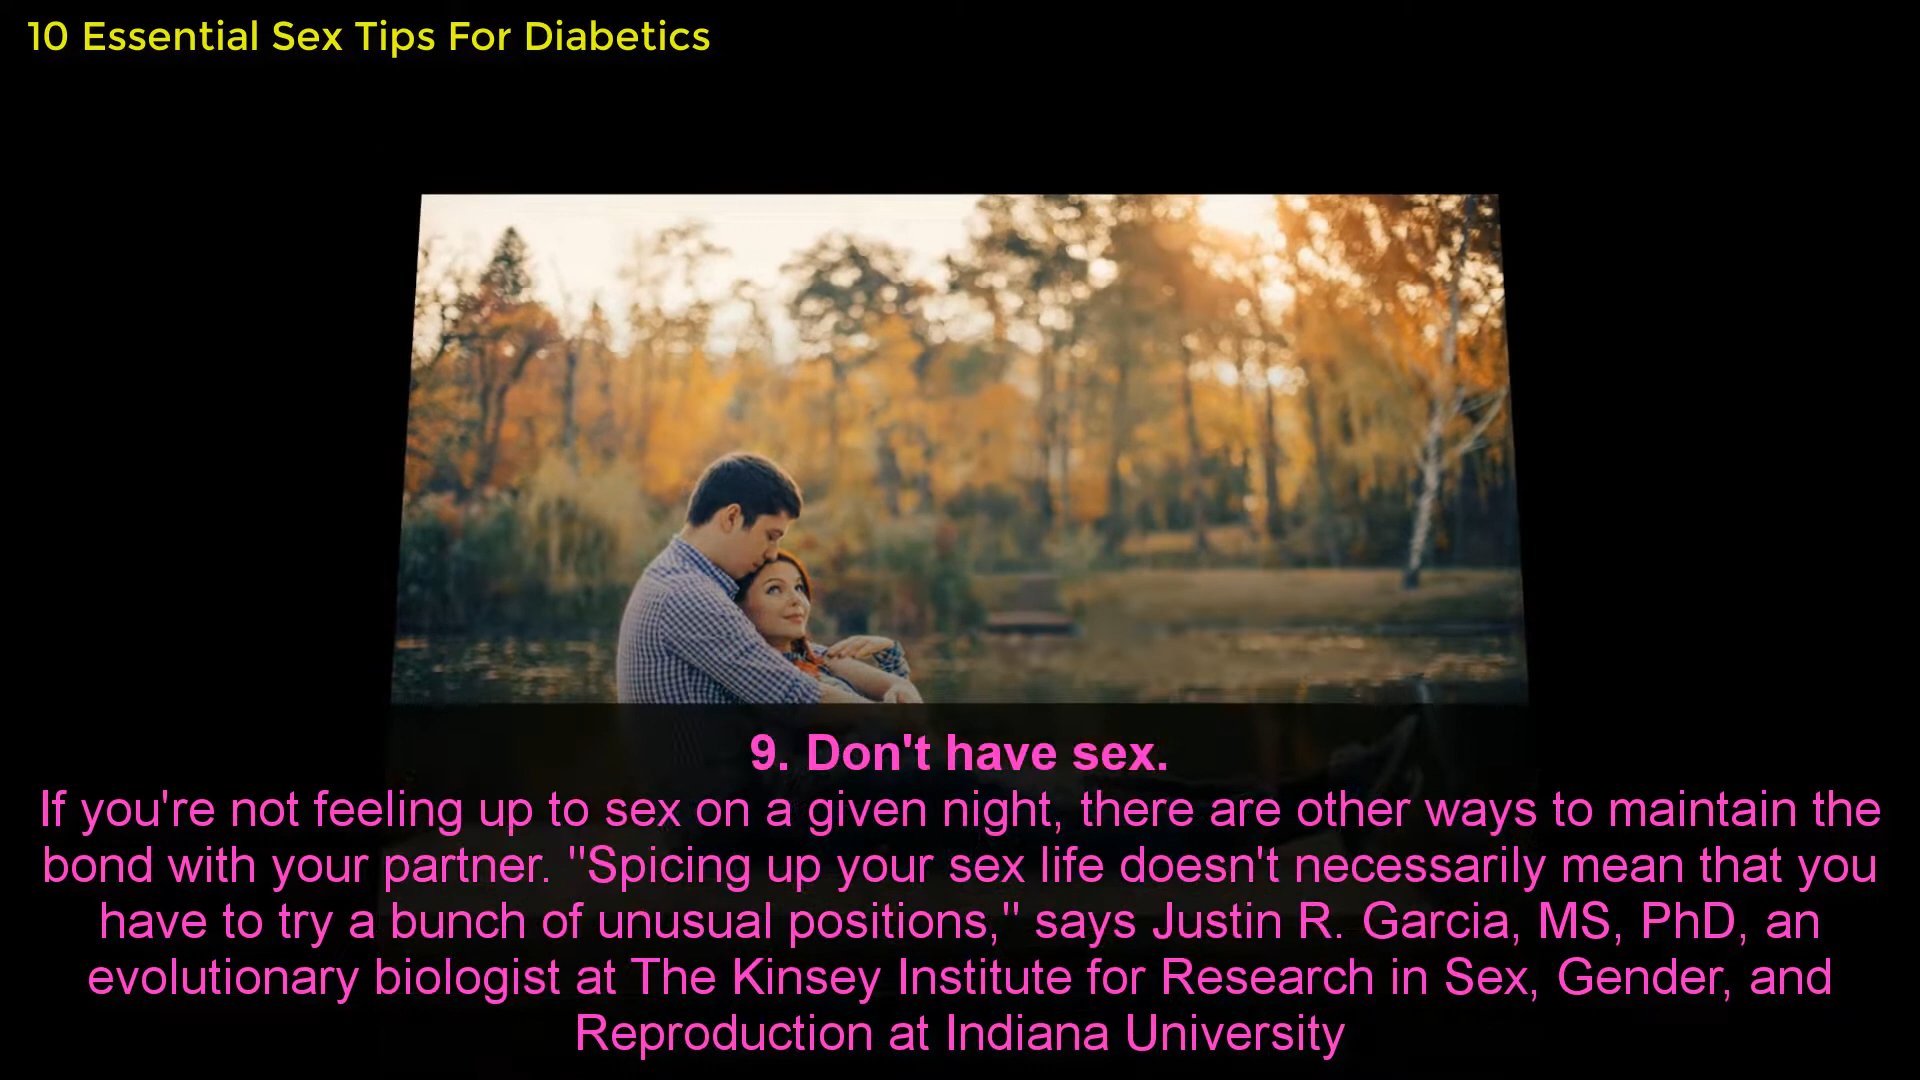 10 Essential Sex Tips For Diabetics
9. Don't have sex.
If you're not feeling up to sex on a given night, there are other ways to maintain the
bond with your partner. "Spicing up your sex life doesn't necessarily mean that you
have to try a bunch of unusual positions," says Justin R. Garcia, MS, PhD, an
evolutionary biologist at The Kinsey Institute for Research in Sex, Gender, and
Reproduction at Indiana University